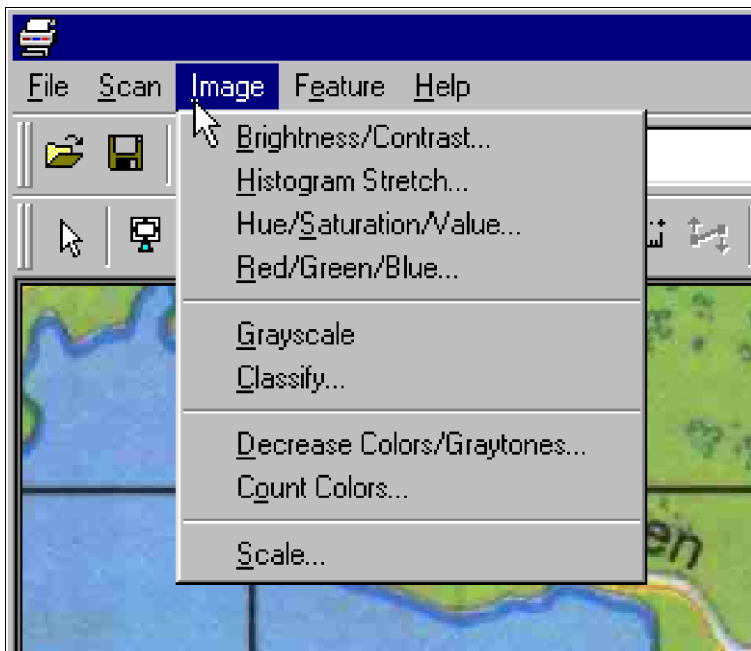 File Scan Image Feature Help
Brightness/Contrast...
Histogram Stretch...
Hue/Saturation/Value...
Red/Green/Blue...
Grayscale
Classify...
Decrease Colors/Graytones...
Count Colors...
Scale...